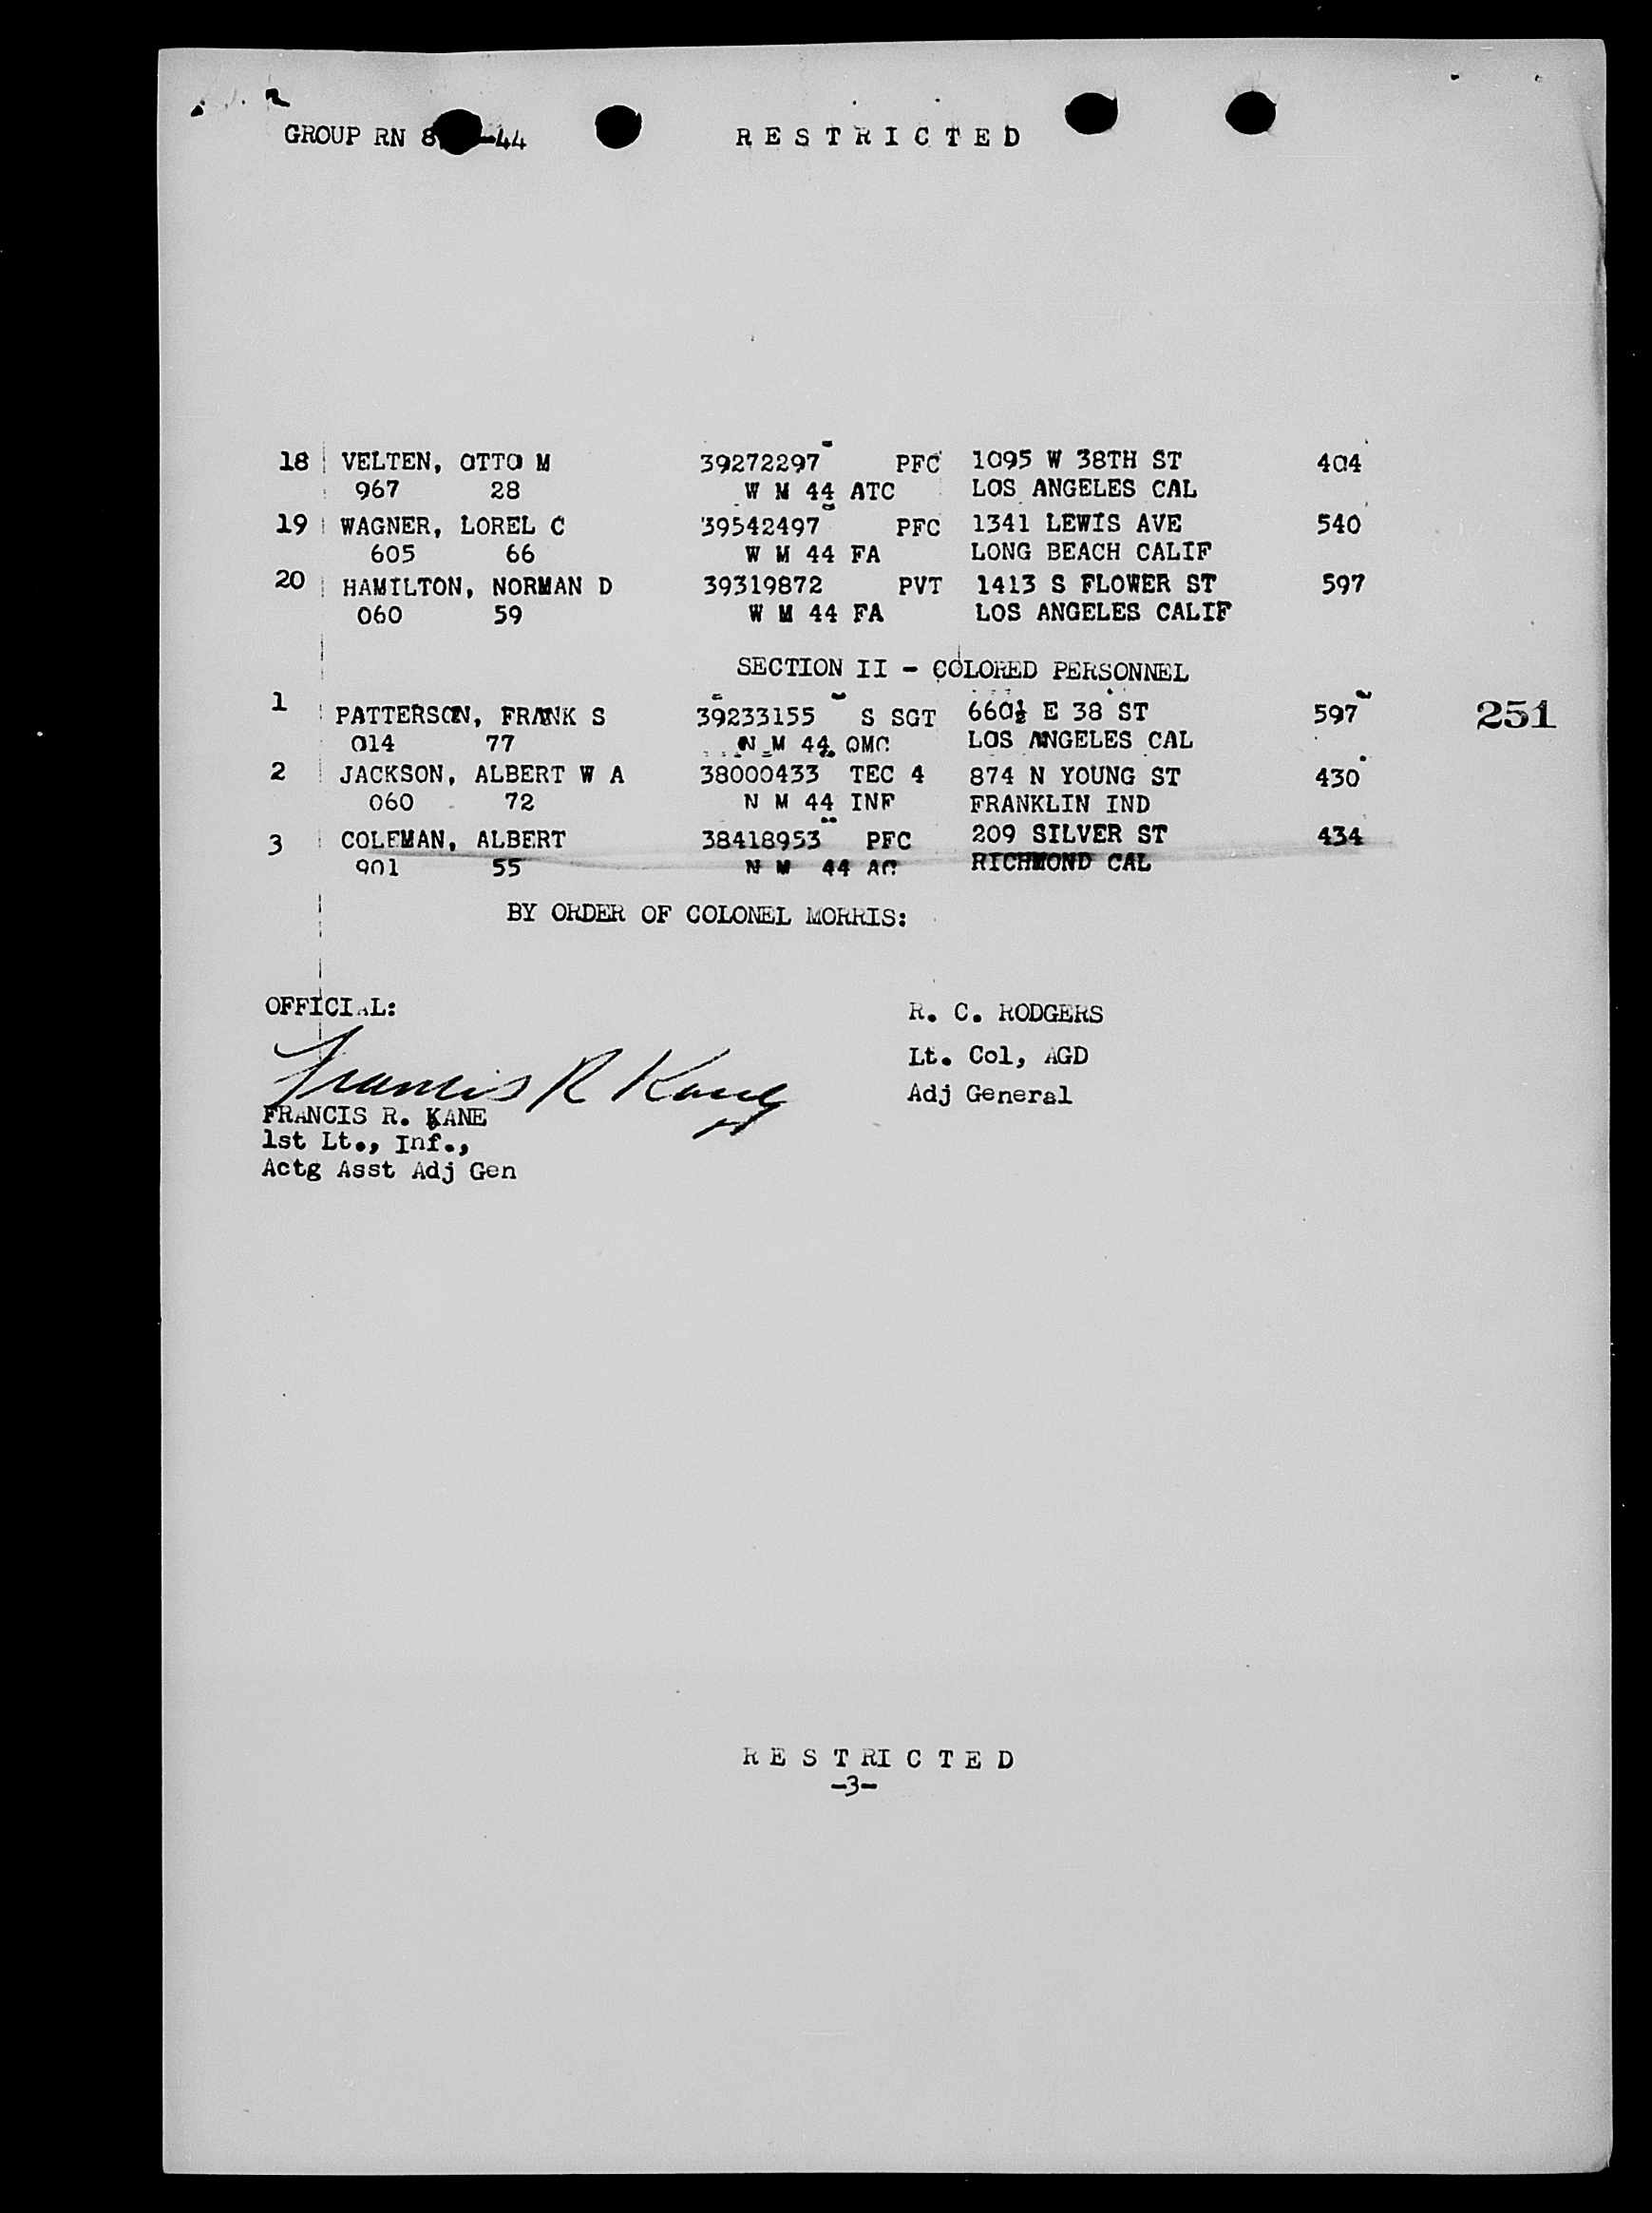 GROUP RN 8 -44 R E S T R I C T E D
18 VELTEN, OTTO M 39272297 PFC 1095 W 38TH ST 404
967 28 W M 44 ATC LOS ANGELES CAL
19 WAGNER, LOREL C 39542497 PFC 1341 LEWIS AVE 540
605 66 W M 44 FA LONG BEACH CALIF
20 HAMILTON, NORMAN D 39319872 PVT 1413 S FLOWER ST 597
060 59 W M 44 FA LOS ANGELES CALIF
SECTION II - COLORED PERSONNEL
1 PATTERSON, FRANK S 39233155 S SGT 660½ E 38 ST 597 251
014 77 N M 44 QMC LOS ANGELES CAL
2 JACKSON, ALBERT W A 38000433 TEC 4 874 N YOUNG ST 430
060 72 N M 44 INF FRANKLIN IND
3 COLEMAN, ALBERT 38418953 PFC 209 SILVER ST 434
901 55 N M 44 AC RICHMOND CAL
BY ORDER OF COLONEL MORRIS:
OFFICIAL: R. C. RODGERS
Lt. Col, AGD
Francis R Kane Adj General
FRANCIS R. KANE
1st Lt., Inf.,
Actg Asst Adj Gen
R E S T R I C T E D
-3-